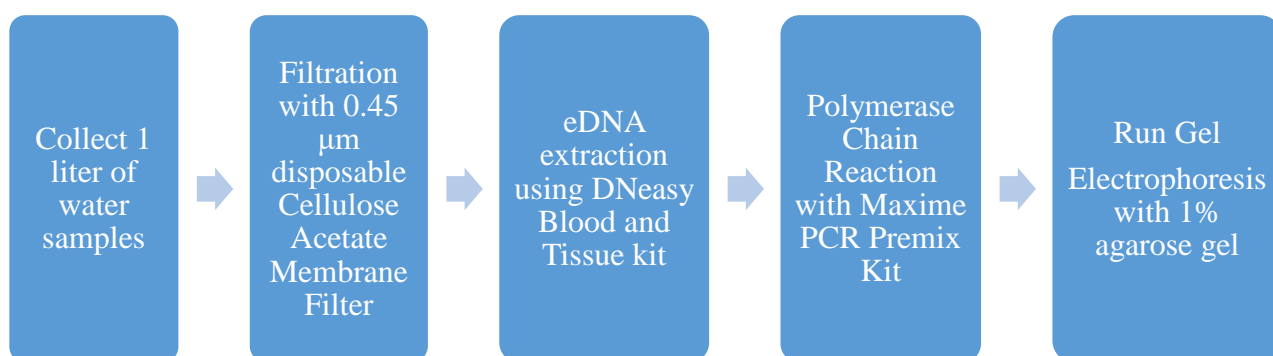 Collect 1
liter of
water
samples
Filtration
with 0.45
μm
disposable
Cellulose
Acetate
Membrane
Filter
eDNA
extraction
using DNeasy
Blood and
Tissue kit
Polymerase
Chain
Reaction
with Maxime
PCR Premix
Kit
Run Gel
Electrophoresis
with 1%
agarose gel